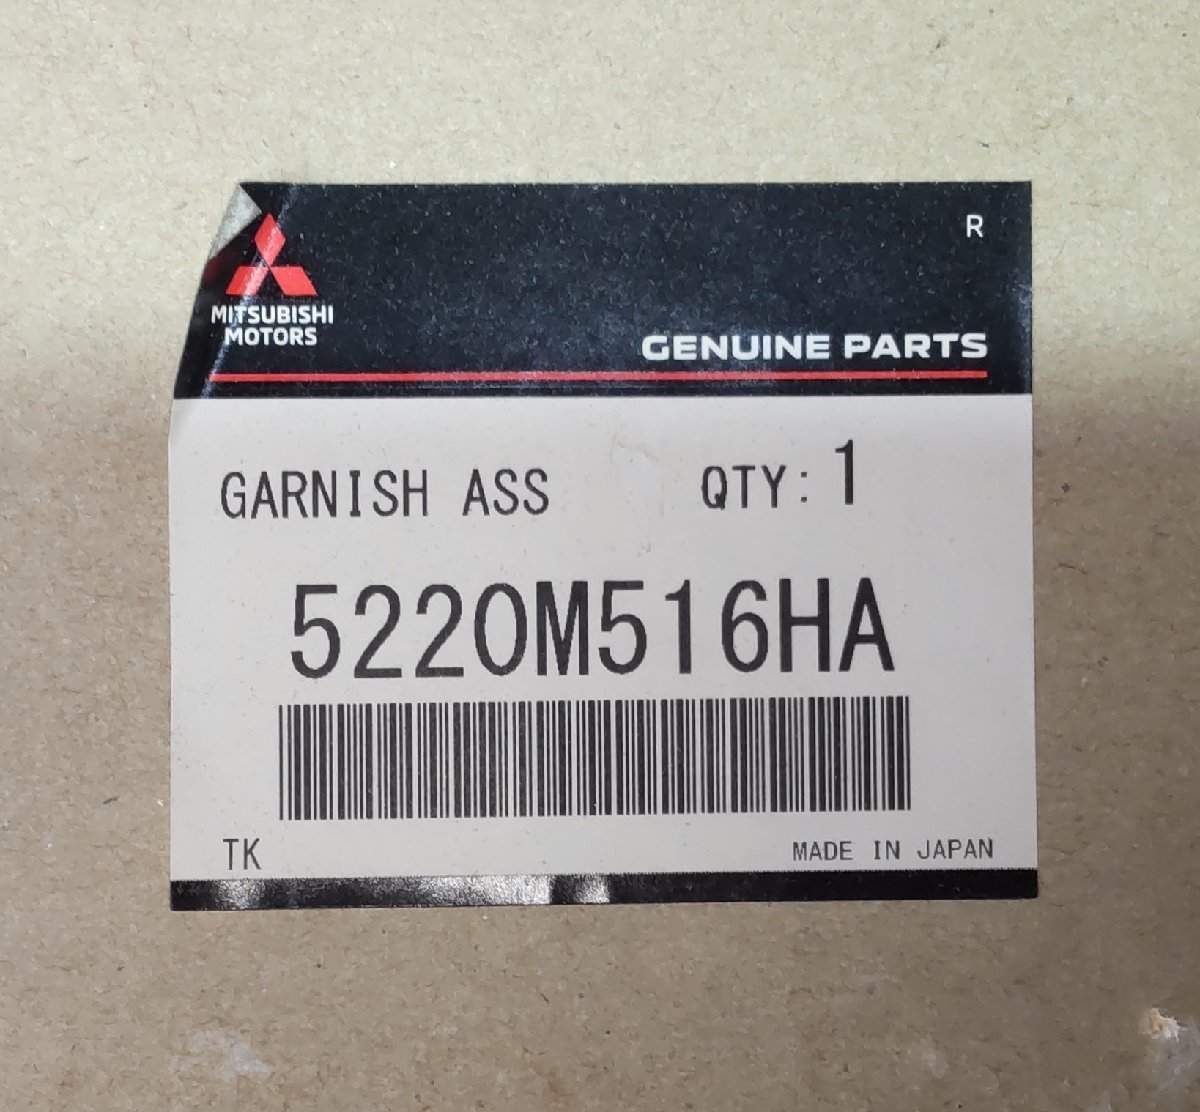 R
MITSUBISHI
MOTORS
GENUINE PARTS
GARNISH ASS QTY: 1
5220M516HA
TK MADE IN JAPAN